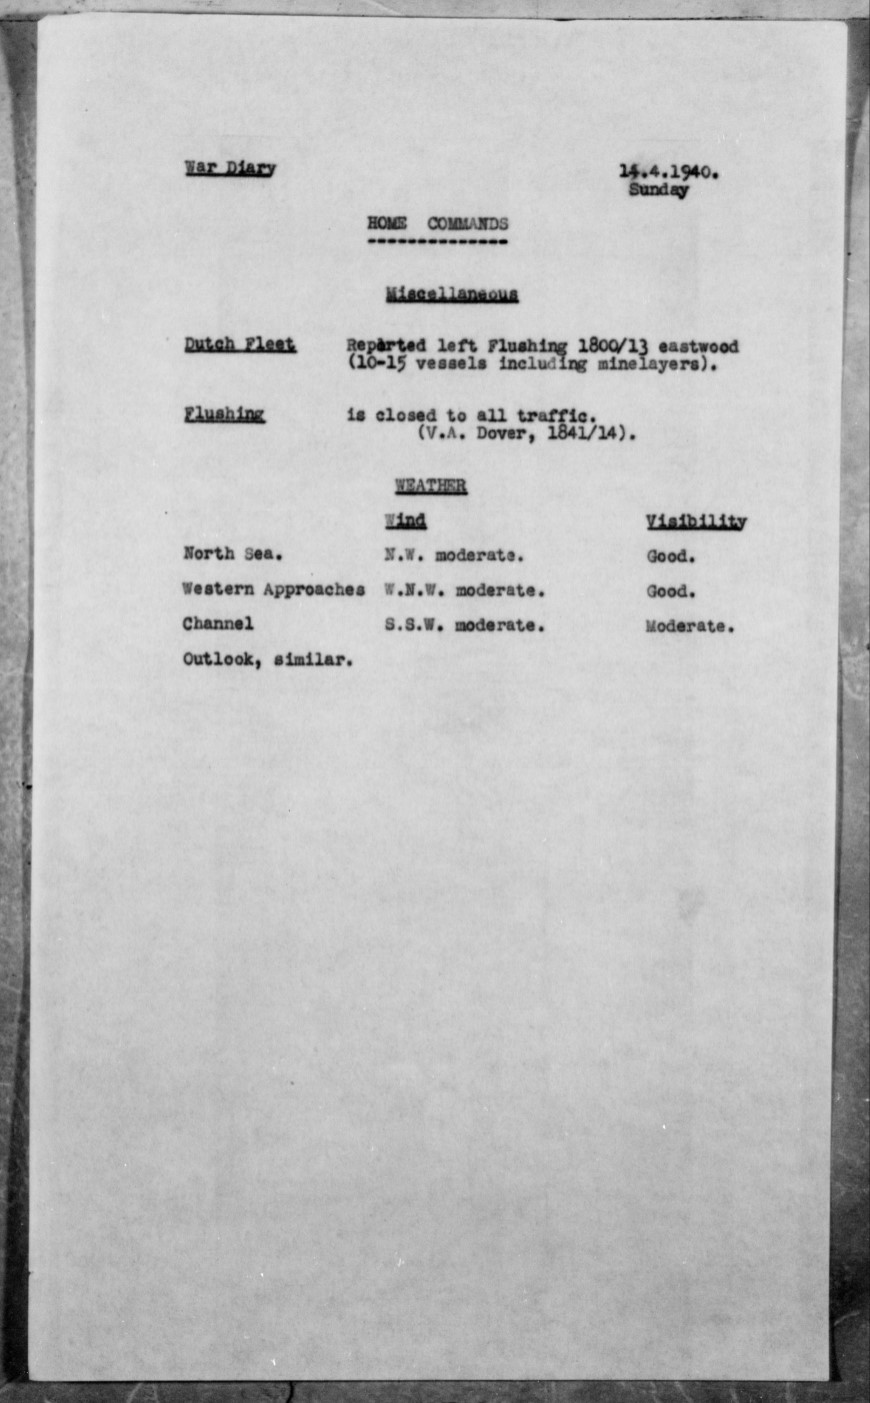 War Diary 14.4.1940.
Sunday
HOME COMMANDS
Miscellaneous
Dutch Fleet Reported left Flushing 1800/13 eastwood
(10-15 vessels including minelayers).
Flushing is closed to all traffic.
(V.A. Dover, 1841/14).
WEATHER
Wind Visibility
North Sea. N.W. moderate. Good.
Western Approaches W.N.W. moderate. Good.
Channel S.S.W. moderate. Moderate.
Outlook, similar.